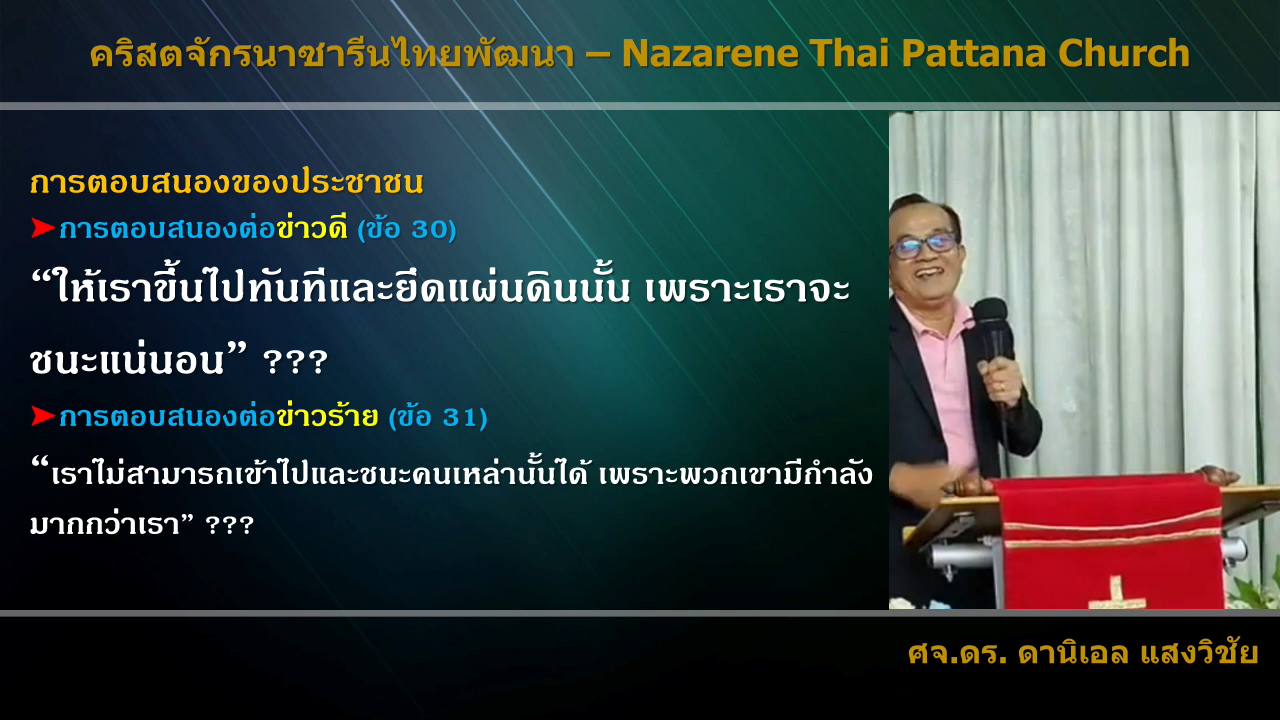 คริสตจักรนาซารีนไทยพัฒนา – Nazarene Thai Pattana Church
การตอบสนองของประชาชน
➤การตอบสนองต่อข่าวดี (ข้อ 30)
“ให้เราขึ้นไปทันทีและยึดแผ่นดินนั้น เพราะเราจะ
ชนะแน่นอน” ???
➤การตอบสนองต่อข่าวร้าย (ข้อ 31)
“เราไม่สามารถเข้าไปและชนะคนเหล่านั้นได้ เพราะพวกเขามีกำลัง
มากกว่าเรา” ???
ศจ.ดร. ดานิเอล แสงวิชัย